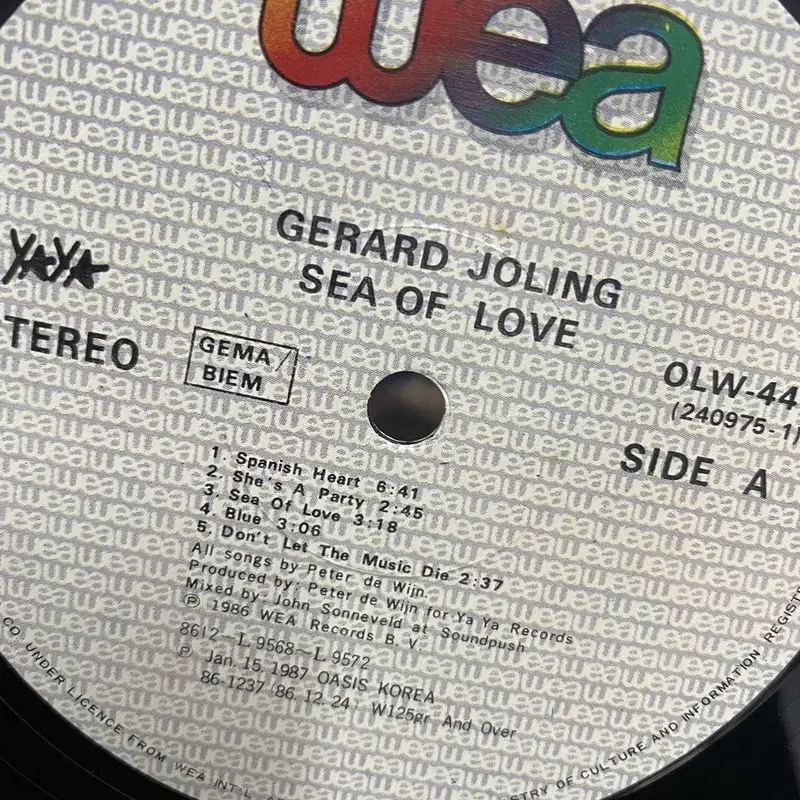 wea
GERARD JOLING
SEA OF LOVE
YAYA
TEREO
GEMA/
BIEM
OLW-44
(240975-1)
SIDE A
1. Spanish Heart 6:41
2. She's A Party 2:45
3. Sea Of Love 3:18
4. Blue 3:06
5. Don't Let The Music Die 2:37
All songs by Peter de Wijn.
Produced by: Peter de Wijn for Ya Ya Records
Mixed by: John Sonneveld at Soundpush
Ⓟ 1986 WEA Records B. V.
8612-L 9568~L 9572
Ⓟ Jan. 15. 1987 OASIS KOREA
86-1237 (86. 12. 24) W125gr And Over
CO UNDER LICENCE FROM WEA INT'L
TRY OF CULTURE AND INFORMATION REGIST